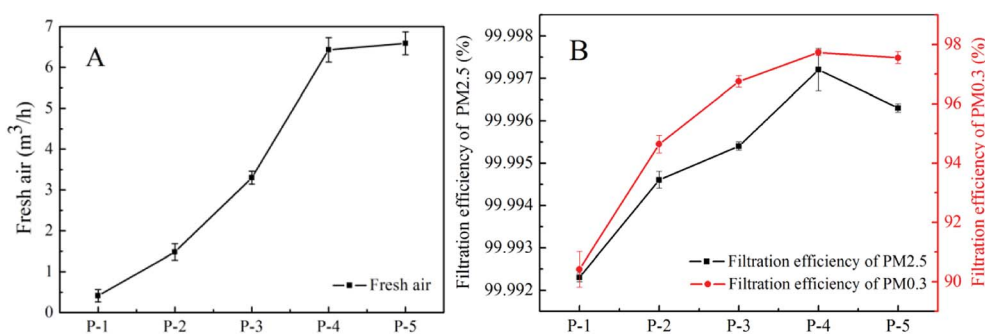 A
Fresh air (m³/h)
7
6
5
4
3
2
1
0
P-1 P-2 P-3 P-4 P-5
Fresh air
B
Filtration efficiency of PM2.5 (%)
99.998
99.997
99.996
99.995
99.994
99.993
99.992
P-1 P-2 P-3 P-4 P-5
Filtration efficiency of PM2.5
Filtration efficiency of PM0.3
98
96
94
92
90
Filtration efficiency of PM0.3 (%)